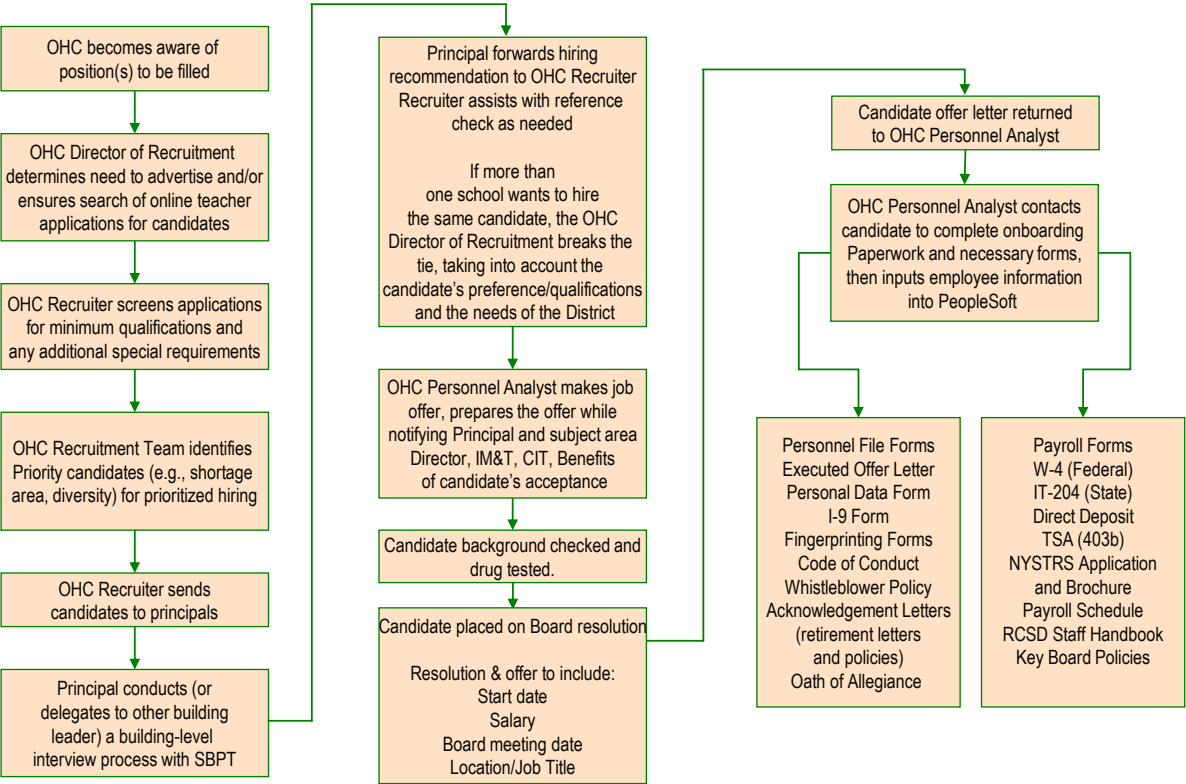 OHC becomes aware of
position(s) to be filled
OHC Director of Recruitment
determines need to advertise and/or
ensures search of online teacher
applications for candidates
OHC Recruiter screens applications
for minimum qualifications and
any additional special requirements
OHC Recruitment Team identifies
Priority candidates (e.g., shortage
area, diversity) for prioritized hiring
OHC Recruiter sends
candidates to principals
Principal conducts (or
delegates to other building
leader) a building-level
interview process with SBPT
Principal forwards hiring
recommendation to OHC Recruiter
Recruiter assists with reference
check as needed
If more than
one school wants to hire
the same candidate, the OHC
Director of Recruitment breaks the
tie, taking into account the
candidate's preference/qualifications
and the needs of the District
OHC Personnel Analyst makes job
offer, prepares the offer while
notifying Principal and subject area
Director, IM&T, CIT, Benefits
of candidate's acceptance
Candidate background checked and
drug tested.
Candidate placed on Board resolution
Resolution & offer to include:
Start date
Salary
Board meeting date
Location/Job Title
Candidate offer letter returned
to OHC Personnel Analyst
OHC Personnel Analyst contacts
candidate to complete onboarding
Paperwork and necessary forms,
then inputs employee information
into PeopleSoft
Personnel File Forms
Executed Offer Letter
Personal Data Form
I-9 Form
Fingerprinting Forms
Code of Conduct
Whistleblower Policy
Acknowledgement Letters
(retirement letters
and policies)
Oath of Allegiance
Payroll Forms
W-4 (Federal)
IT-204 (State)
Direct Deposit
TSA (403b)
NYSTRS Application
and Brochure
Payroll Schedule
RCSD Staff Handbook
Key Board Policies